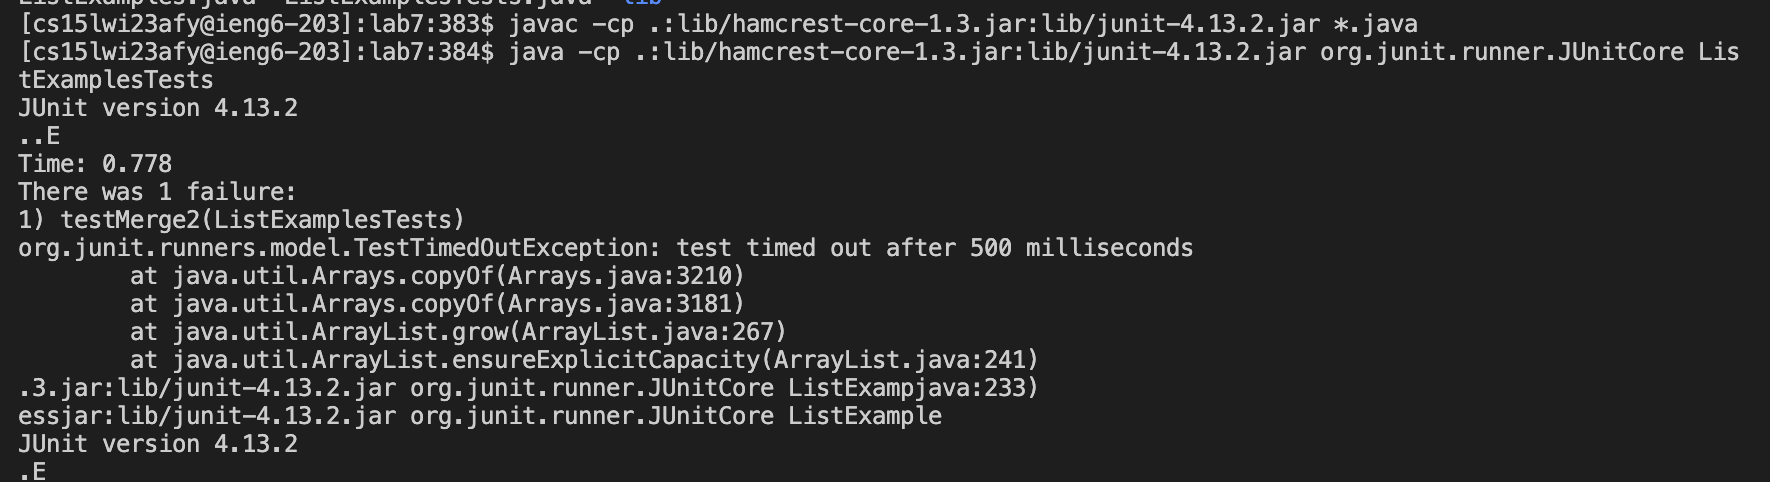 ListExamples.java ListExamplesTests.java lib
[cs15lwi23afy@ieng6-203]:lab7:383$ javac -cp .:lib/hamcrest-core-1.3.jar:lib/junit-4.13.2.jar *.java
[cs15lwi23afy@ieng6-203]:lab7:384$ java -cp .:lib/hamcrest-core-1.3.jar:lib/junit-4.13.2.jar org.junit.runner.JUnitCore Lis
tExamplesTests
JUnit version 4.13.2
..E
Time: 0.778
There was 1 failure:
1) testMerge2(ListExamplesTests)
org.junit.runners.model.TestTimedOutException: test timed out after 500 milliseconds
at java.util.Arrays.copyOf(Arrays.java:3210)
at java.util.Arrays.copyOf(Arrays.java:3181)
at java.util.ArrayList.grow(ArrayList.java:267)
at java.util.ArrayList.ensureExplicitCapacity(ArrayList.java:241)
.3.jar:lib/junit-4.13.2.jar org.junit.runner.JUnitCore ListExampjava:233)
essjar:lib/junit-4.13.2.jar org.junit.runner.JUnitCore ListExample
JUnit version 4.13.2
.E